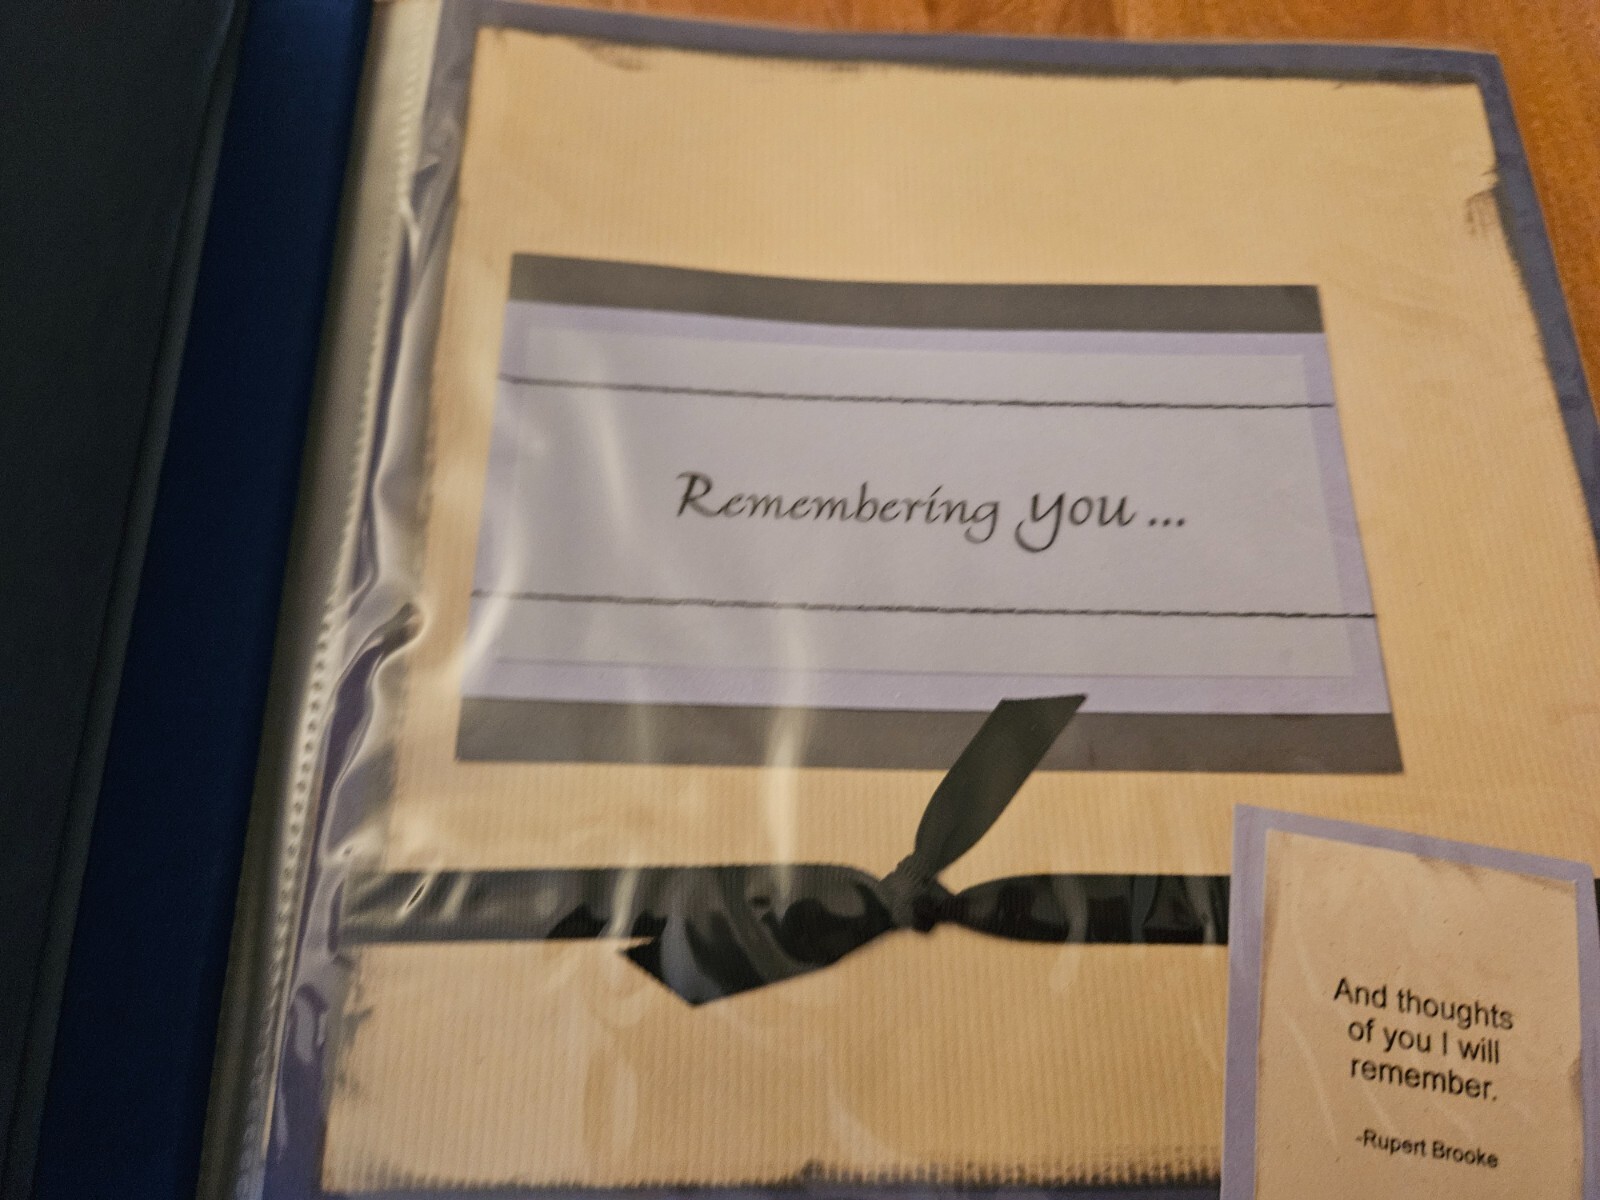 Remembering you ...
And thoughts
of you I will
remember.
-Rupert Brooke